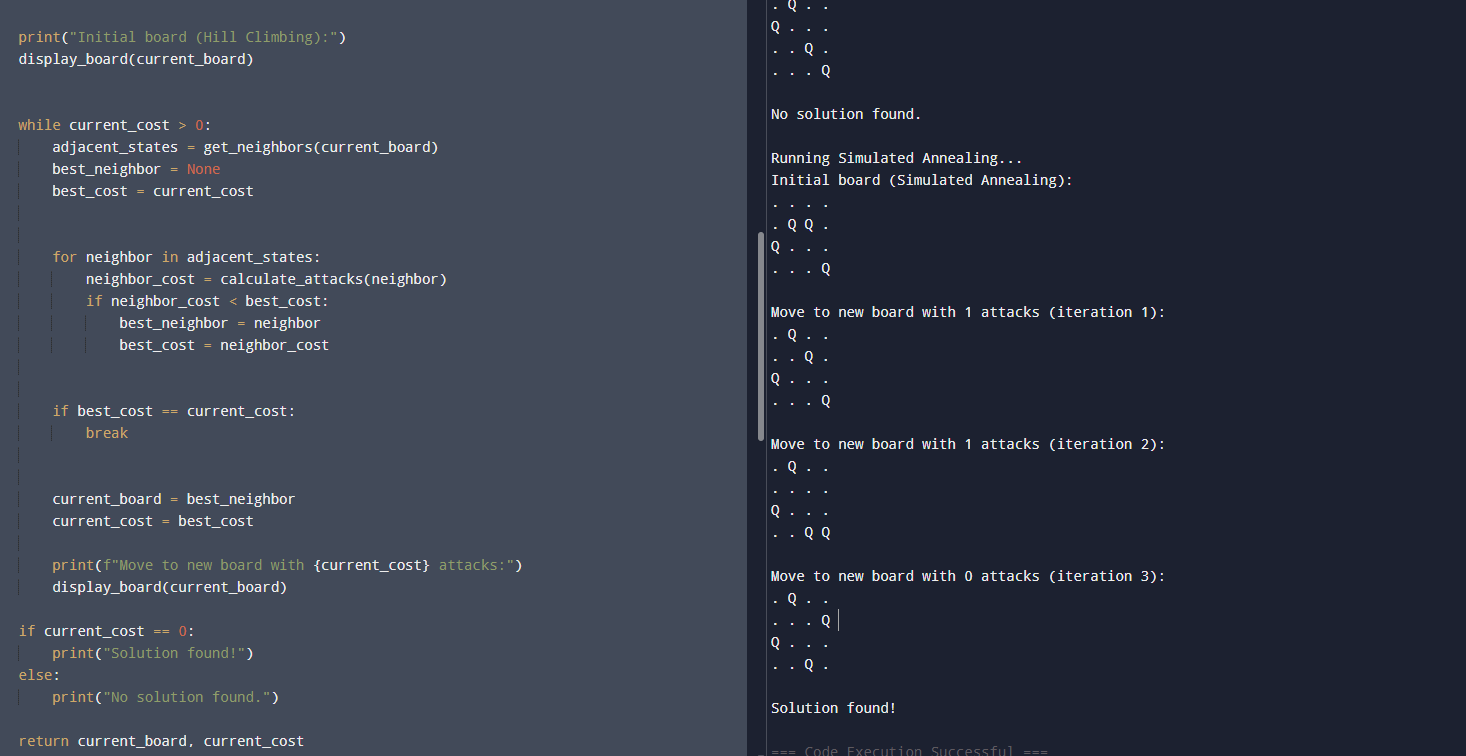 print("Initial board (Hill Climbing):")
display_board(current_board)
while current_cost > 0:
    adjacent_states = get_neighbors(current_board)
    best_neighbor = None
    best_cost = current_cost
    for neighbor in adjacent_states:
        neighbor_cost = calculate_attacks(neighbor)
        if neighbor_cost < best_cost:
            best_neighbor = neighbor
            best_cost = neighbor_cost
    if best_cost == current_cost:
        break
    current_board = best_neighbor
    current_cost = best_cost
    print(f"Move to new board with {current_cost} attacks:")
    display_board(current_board)
if current_cost == 0:
    print("Solution found!")
else:
    print("No solution found.")
return current_board, current_cost
. Q . .
Q . . .
. . Q .
. . . Q
No solution found.
Running Simulated Annealing...
Initial board (Simulated Annealing):
. . . .
. Q Q .
Q . . .
. . . Q
Move to new board with 1 attacks (iteration 1):
. Q . .
. . Q .
Q . . .
. . . Q
Move to new board with 1 attacks (iteration 2):
. Q . .
. . . .
Q . . .
. . Q Q
Move to new board with 0 attacks (iteration 3):
. Q . .
. . . Q
Q . . .
. . Q .
Solution found!
=== Code Execution Successful ===